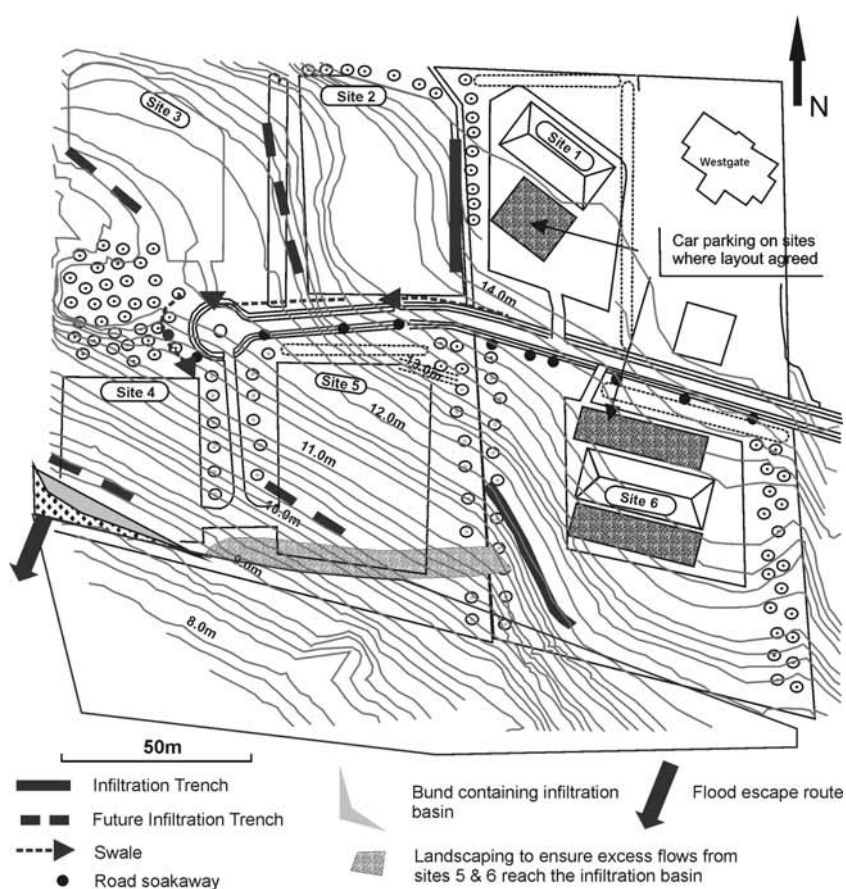 N
Site 2
Site 3
Site 1
Westgate
Car parking on sites
where layout agreed
14.0m
13.0m
Site 5
Site 4
12.0m
11.0m
10.0m
Site 6
9.0m
8.0m
50m
Infiltration Trench
Future Infiltration Trench
Swale
Road soakaway
Bund containing infiltration
basin
Landscaping to ensure excess flows from
sites 5 & 6 reach the infiltration basin
Flood escape route